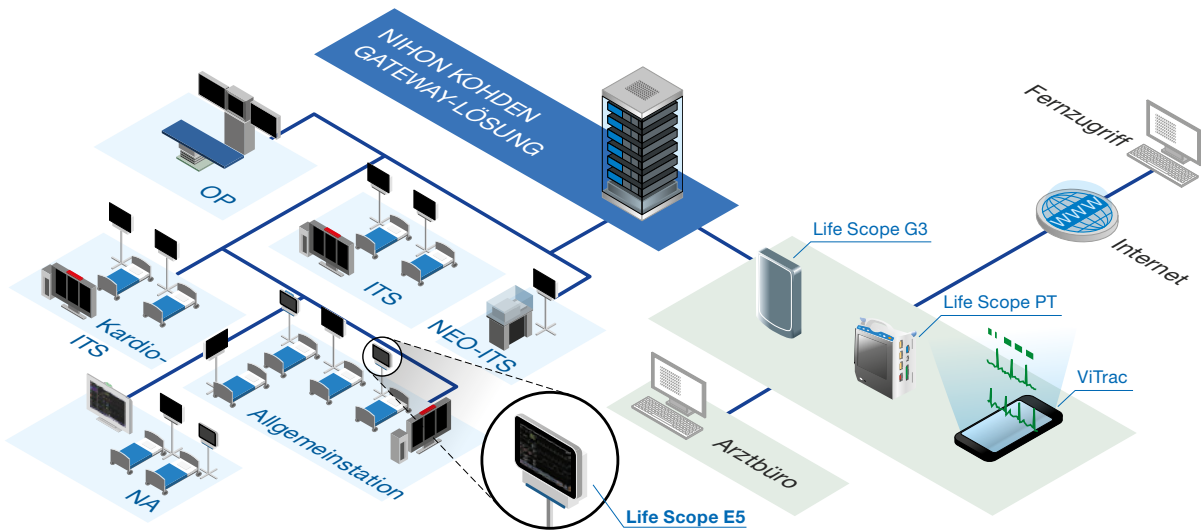 NIHON KOHDEN
GATEWAY-LÖSUNG
Fernzugriff
OP
WWW
Life Scope G3
Internet
ITS
Life Scope PT
NEO-ITS
Kardio-
ITS
ViTrac
Allgemeinstation
Arztbüro
NA
Life Scope E5